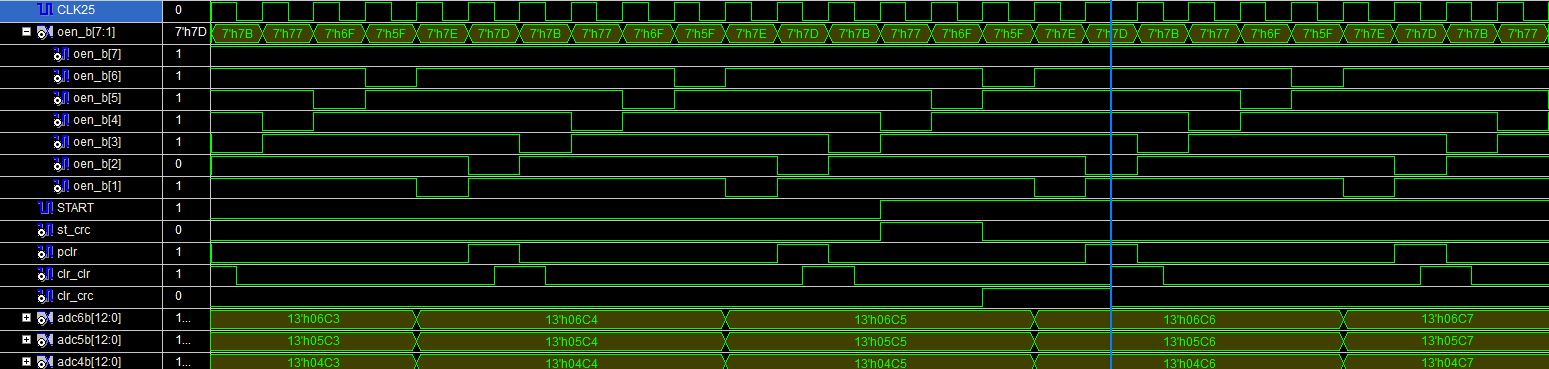 CLK25 0
oen_b[7:1] 7'h7D 7'h7B 7'h77 7'h6F 7'h5F 7'h7E 7'h7D 7'h7B 7'h77 7'h6F 7'h5F 7'h7E 7'h7D 7'h7B 7'h77 7'h6F 7'h5F 7'h7E 7'h7D 7'h7B 7'h77 7'h6F 7'h5F 7'h7E 7'h7D 7'h7B 7'h77
oen_b[7] 1
oen_b[6] 1
oen_b[5] 1
oen_b[4] 1
oen_b[3] 1
oen_b[2] 0
oen_b[1] 1
START 1
st_crc 0
pclr 1
clr_clr 1
clr_crc 0
adc6b[12:0] 1... 13'h06C3 13'h06C4 13'h06C5 13'h06C6 13'h06C7
adc5b[12:0] 1... 13'h05C3 13'h05C4 13'h05C5 13'h05C6 13'h05C7
adc4b[12:0] 1... 13'h04C3 13'h04C4 13'h04C5 13'h04C6 13'h04C7